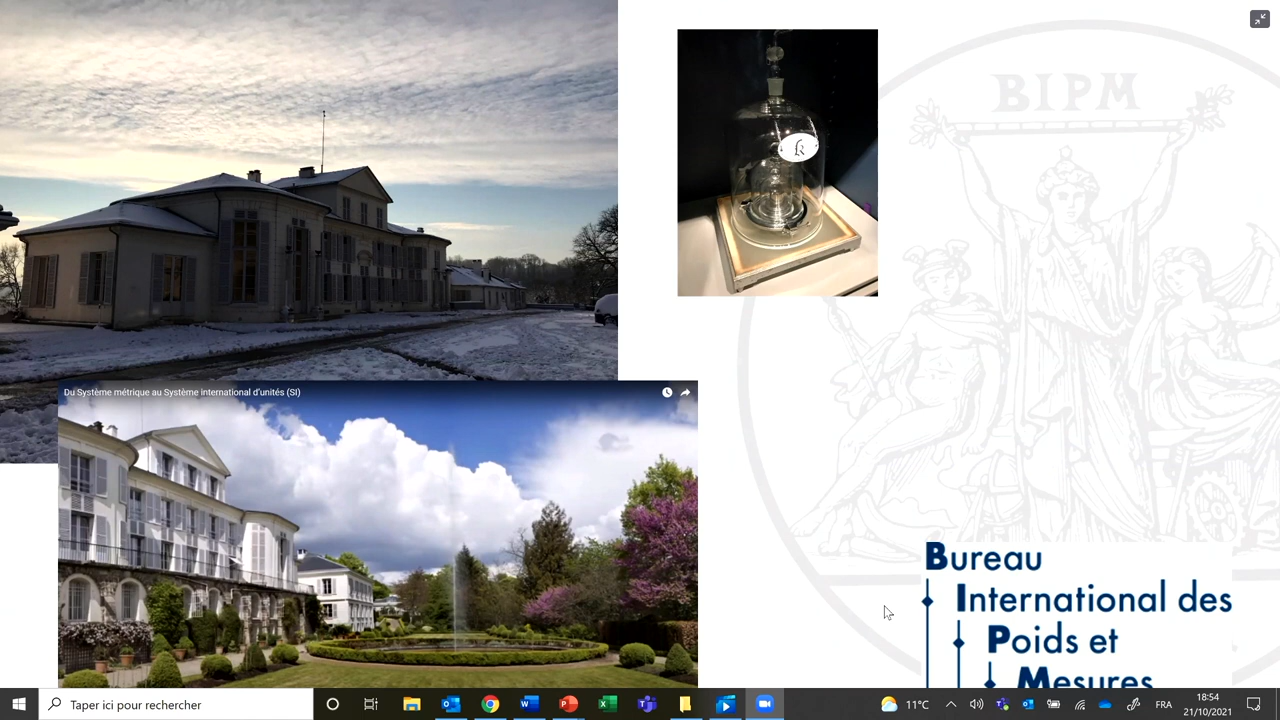 BIPM
k
Du Système métrique au Système international d'unités (SI)
Bureau
International des
Poids et
Mesures
Taper ici pour rechercher
11°C
FRA
18:54
21/10/2021